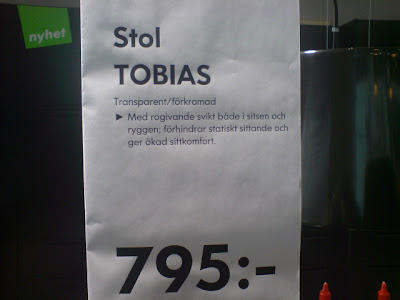 nyhet
Stol
TOBIAS
Transparent/förkromad
► Med rogivande svikt både i sitsen och
ryggen; förhindrar statiskt sittande och
ger ökad sittkomfort.
795:-